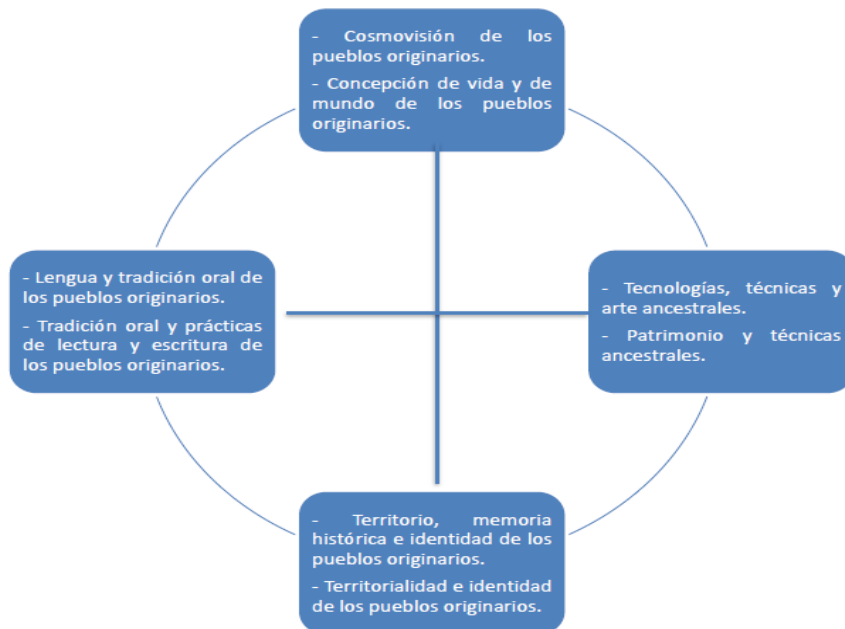 - Cosmovisión de los
pueblos originarios.
- Concepción de vida y de
mundo de los pueblos
originarios.
- Lengua y tradición oral de
los pueblos originarios.
- Tradición oral y prácticas
de lectura y escritura de
los pueblos originarios.
- Tecnologías, técnicas y
arte ancestrales.
- Patrimonio y técnicas
ancestrales.
- Territorio, memoria
histórica e identidad de los
pueblos originarios.
- Territorialidad e identidad
de los pueblos originarios.